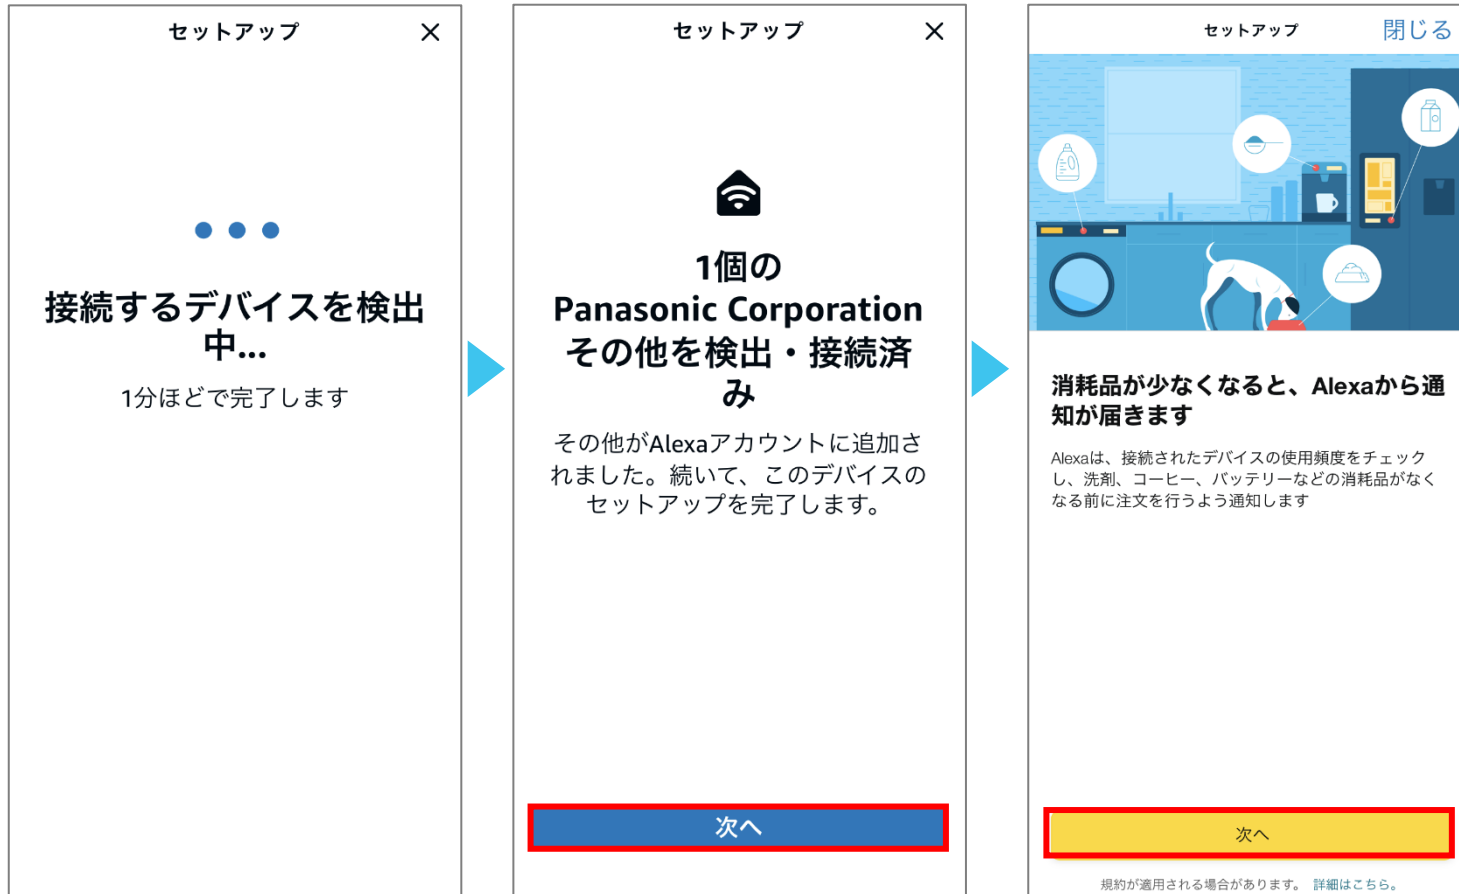 セットアップ
接続するデバイスを検出
中...
1分ほどで完了します
セットアップ
1個の
Panasonic Corporation
その他を検出・接続済
み
その他がAlexaアカウントに追加さ
れました。続いて、このデバイスの
セットアップを完了します。
次へ
セットアップ
閉じる
消耗品が少なくなると、Alexaから通
知が届きます
Alexaは、接続されたデバイスの使用頻度をチェック
し、洗剤、コーヒー、バッテリーなどの消耗品がなく
なる前に注文を行うよう通知します
次へ
規約が適用される場合があります。 詳細はこちら。